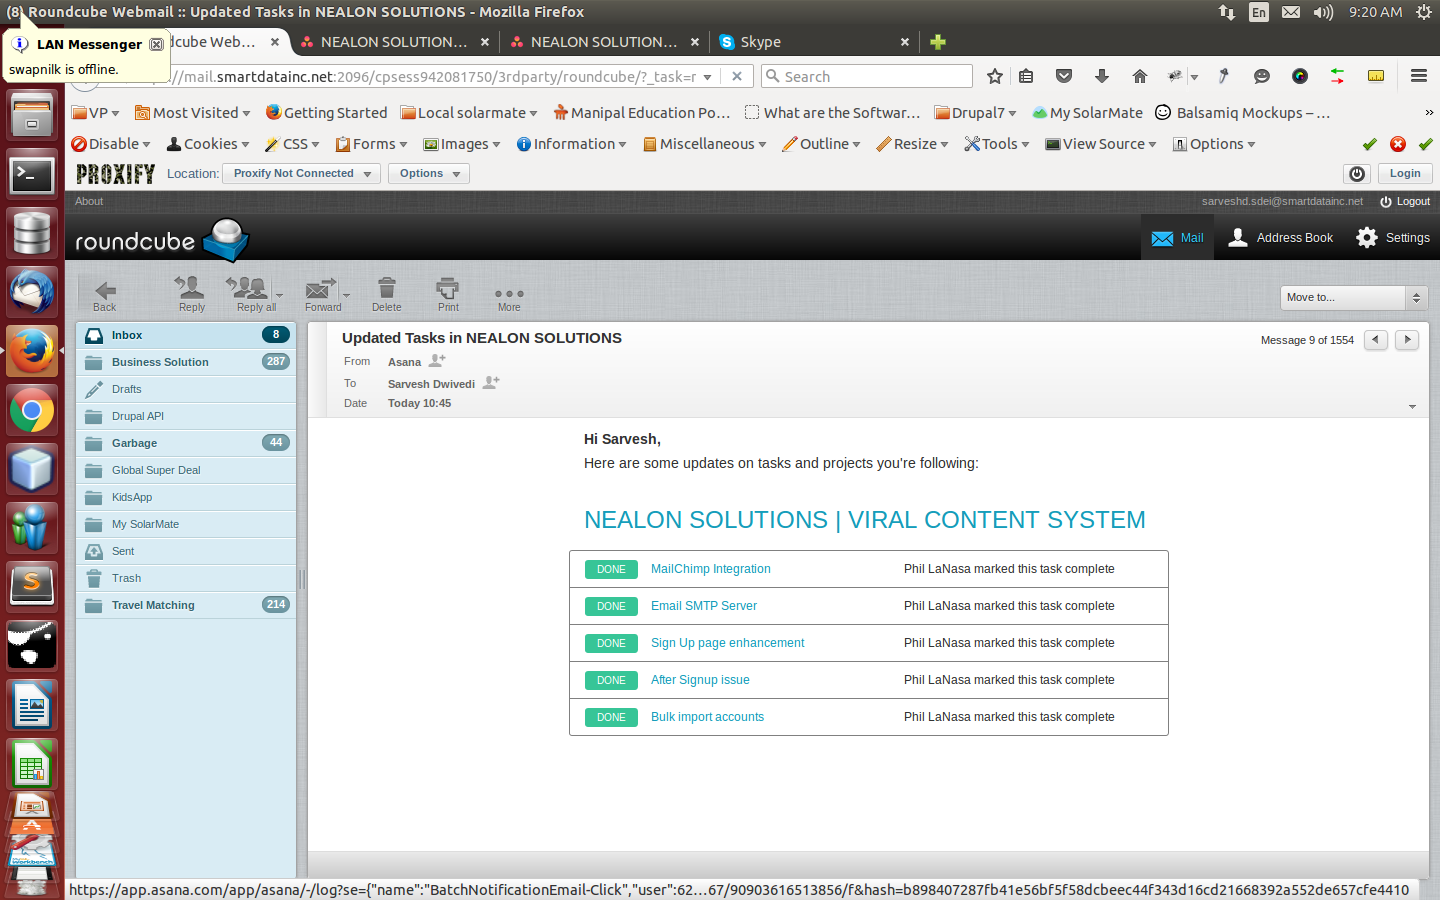 (8) Roundcube Webmail :: Updated Tasks in NEALON SOLUTIONS - Mozilla Firefox
En
9:20 AM
LAN Messenger
swapnilk is offline.
dcube Web...
NEALON SOLUTION...
NEALON SOLUTION...
Skype
://mail.smartdatainc.net:2096/cpsess942081750/3rdparty/roundcube/?_task=r
Search
VP
Most Visited
Getting Started
Local solarmate
Manipal Education Po...
What are the Softwar...
Drupal7
My SolarMate
Balsamiq Mockups – ...
»
Disable
Cookies
CSS
Forms
Images
Information
Miscellaneous
Outline
Resize
Tools
View Source
Options
PROXIFY
Location:
Proxify Not Connected
Options
Login
About
sarveshd.sdei@smartdatainc.net
Logout
roundcube
Mail
Address Book
Settings
Back
Reply
Reply all
Forward
Delete
Print
More
Move to...
Inbox 8
Business Solution 287
Drafts
Drupal API
Garbage 44
Global Super Deal
KidsApp
My SolarMate
Sent
Trash
Travel Matching 214
Updated Tasks in NEALON SOLUTIONS
Message 9 of 1554
From Asana
To Sarvesh Dwivedi
Date Today 10:45
Hi Sarvesh,
Here are some updates on tasks and projects you're following:
NEALON SOLUTIONS | VIRAL CONTENT SYSTEM
DONE MailChimp Integration Phil LaNasa marked this task complete
DONE Email SMTP Server Phil LaNasa marked this task complete
DONE Sign Up page enhancement Phil LaNasa marked this task complete
DONE After Signup issue Phil LaNasa marked this task complete
DONE Bulk import accounts Phil LaNasa marked this task complete
https://app.asana.com/app/asana/-/log?se={"name":"BatchNotificationEmail-Click","user":62...67/90903616513856/f&hash=b898407287fb41e56bf5f58dcbeec44f343d16cd21668392a552de657cfe4410